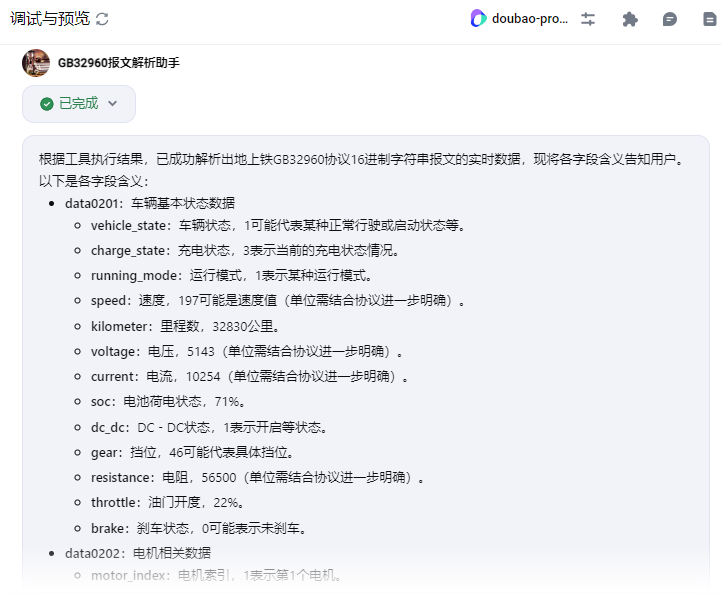 调试与预览
doubao-pro...
GB32960报文解析助手
已完成
根据工具执行结果，已成功解析出地上铁GB32960协议16进制字符串报文的实时数据，现将各字段含义告知用户。
以下是各字段含义：
data0201：车辆基本状态数据
vehicle_state：车辆状态，1可能代表某种正常行驶或启动状态等。
charge_state：充电状态，3表示当前的充电状态情况。
running_mode：运行模式，1表示某种运行模式。
speed：速度，197可能是速度值（单位需结合协议进一步明确）。
kilometer：里程数，32830公里。
voltage：电压，5143（单位需结合协议进一步明确）。
current：电流，10254（单位需结合协议进一步明确）。
soc：电池荷电状态，71%。
dc_dc：DC - DC状态，1表示开启等状态。
gear：挡位，46可能代表具体挡位。
resistance：电阻，56500（单位需结合协议进一步明确）。
throttle：油门开度，22%。
brake：刹车状态，0可能表示未刹车。
data0202：电机相关数据
motor_index：电机索引，1表示第1个电机。